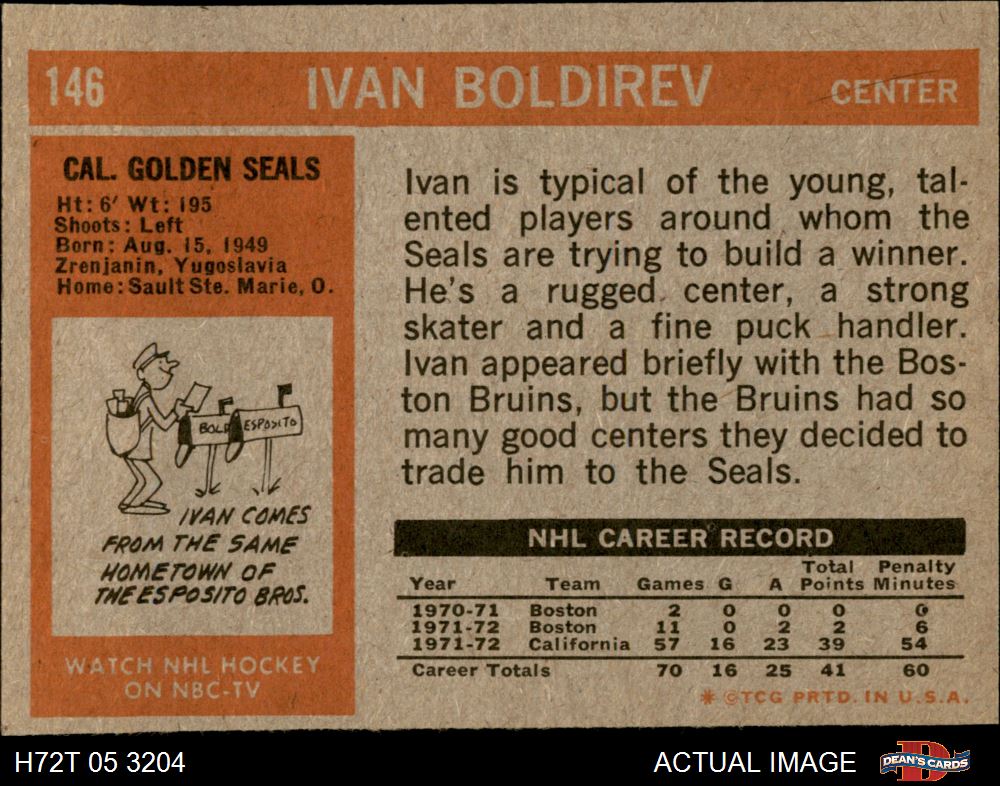 146 IVAN BOLDIREV CENTER
CAL. GOLDEN SEALS
Ht: 6' Wt: 195
Shoots: Left
Born: Aug. 15, 1949
Zrenjanin, Yugoslavia
Home: Sault Ste. Marie, O.
BOLD ESPOSITO
IVAN COMES
FROM THE SAME
HOMETOWN OF
THE ESPOSITO BROS.
WATCH NHL HOCKEY
ON NBC-TV
Ivan is typical of the young, tal-
ented players around whom the
Seals are trying to build a winner.
He's a rugged center, a strong
skater and a fine puck handler.
Ivan appeared briefly with the Bos-
ton Bruins, but the Bruins had so
many good centers they decided to
trade him to the Seals.
NHL CAREER RECORD
Total Penalty
Year Team Games G A Points Minutes
1970-71 Boston 2 0 0 0 0
1971-72 Boston 11 0 2 2 6
1971-72 California 57 16 23 39 54
Career Totals 70 16 25 41 60
* ©TCG PRTD. IN U.S.A.
H72T 05 3204 ACTUAL IMAGE D DEAN'S CARDS